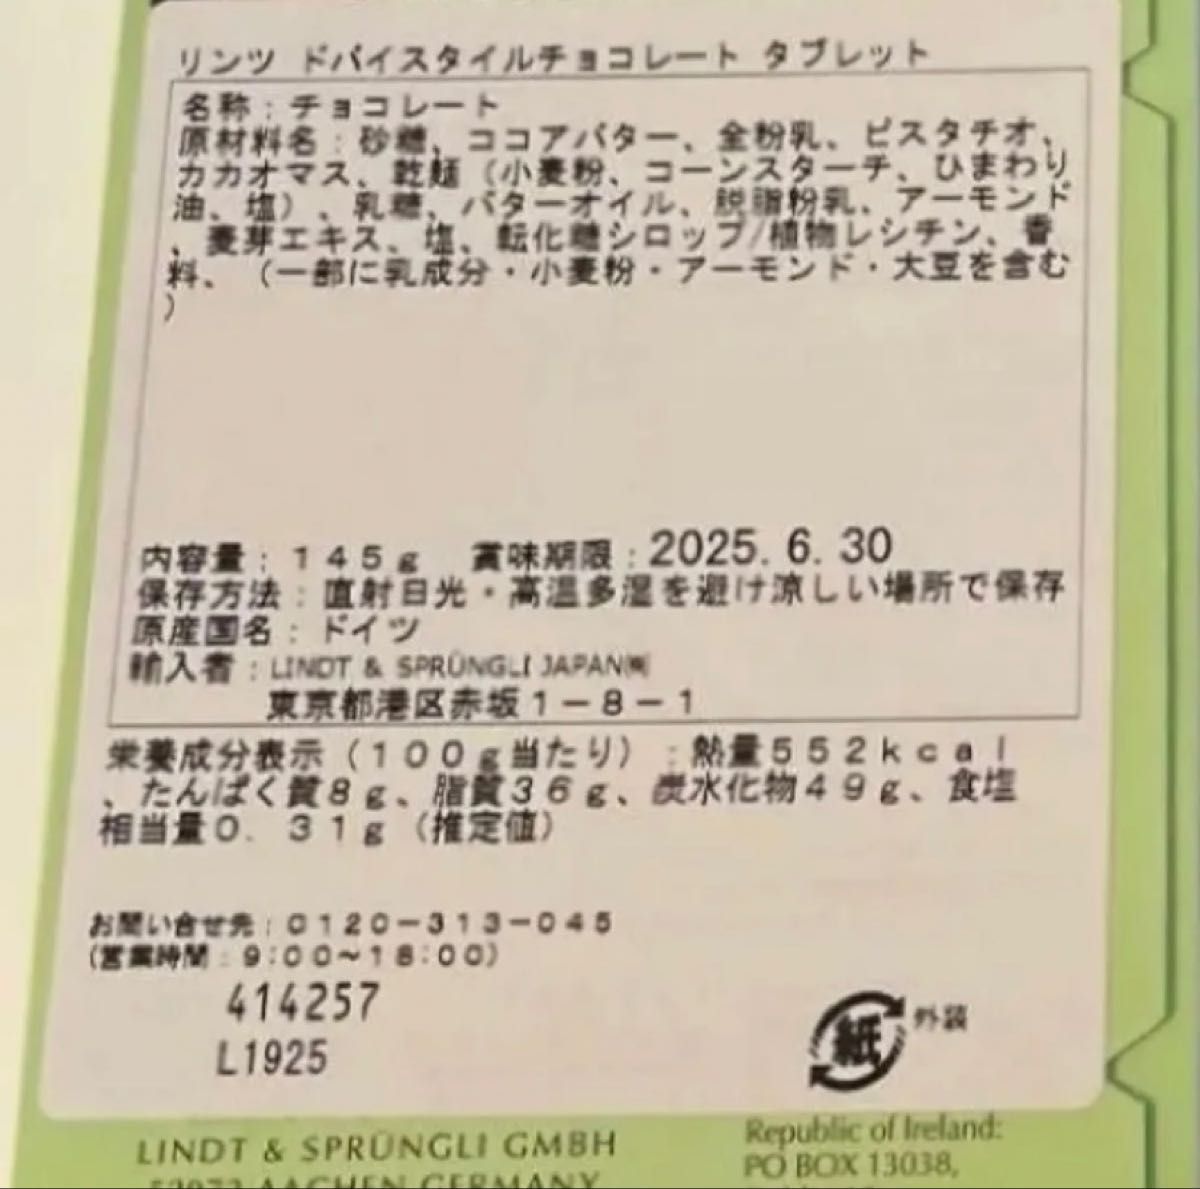 リンツ ドバイスタイルチョコレート タブレット
名称：チョコレート
原材料名：砂糖、ココアバター、全粉乳、ピスタチオ、
カカオマス、乾麺（小麦粉、コーンスターチ、ひまわり
油、塩）、乳糖、バターオイル、脱脂粉乳、アーモンド
、麦芽エキス、塩、転化糖シロップ/植物レシチン、香
料、（一部に乳成分・小麦粉・アーモンド・大豆を含む
）
内容量：１４５ｇ　賞味期限：2025. 6. 30
保存方法：直射日光・高温多湿を避け涼しい場所で保存
原産国名：ドイツ
輸入者：LINDT & SPRÜNGLI JAPAN㈱
東京都港区赤坂１－８－１
栄養成分表示（１００ｇ当たり）：熱量５５２ｋｃａｌ
、たんぱく質８ｇ、脂質３６ｇ、炭水化物４９ｇ、食塩
相当量０．３１ｇ（推定値）
お問い合せ先：０１２０－３１３－０４５
（営業時間：９：００～１８：００）
414257
L1925
紙 外装
LINDT & SPRÜNGLI GMBH
52072 AACHEN GERMANY
Republic of Ireland:
PO BOX 13038,